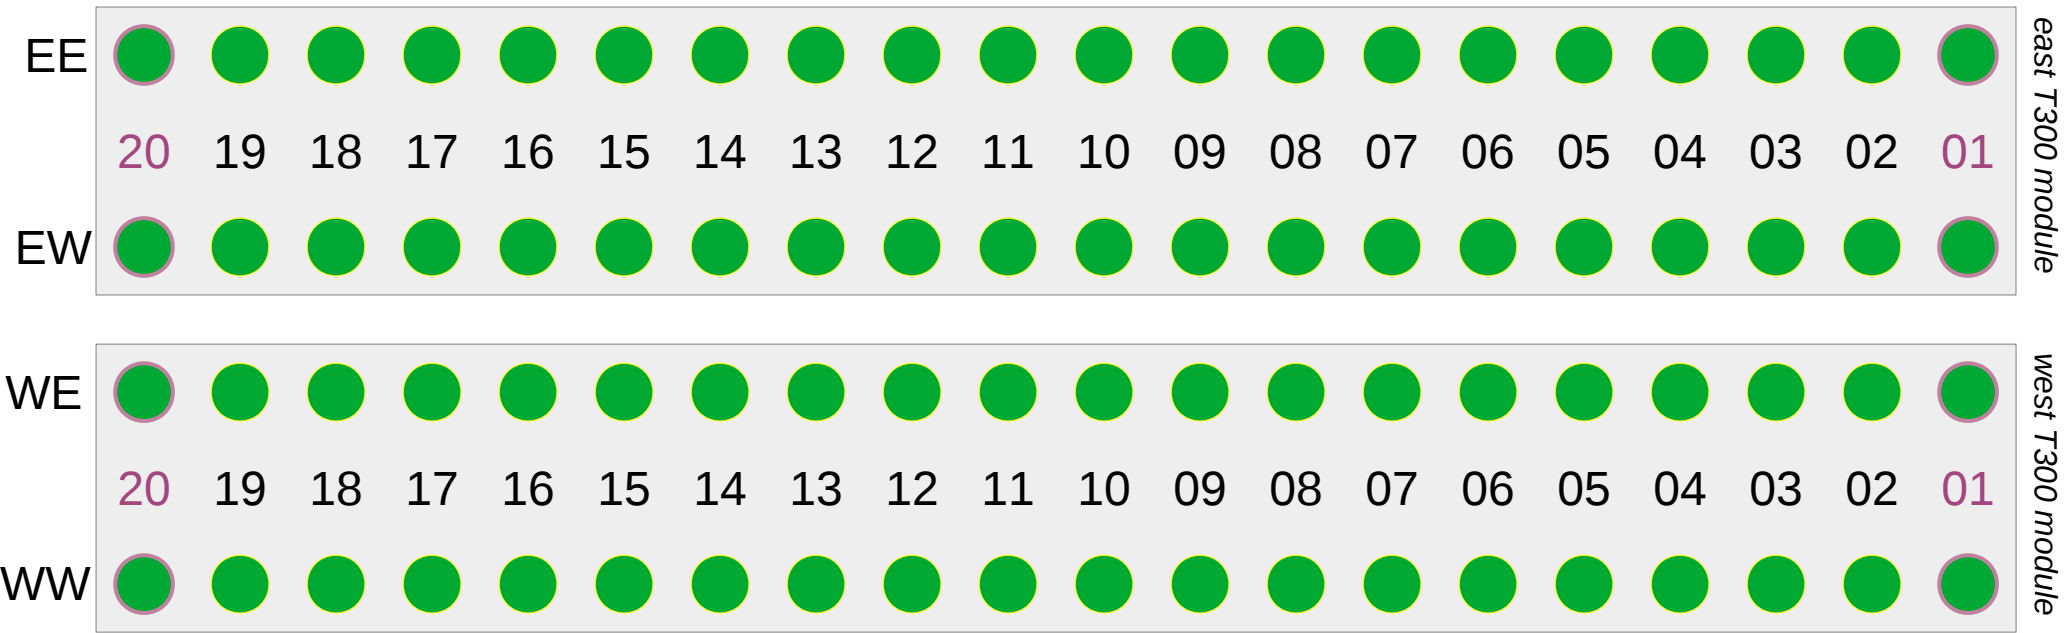 EE
20 19 18 17 16 15 14 13 12 11 10 09 08 07 06 05 04 03 02 01
EW
east T300 module
WE
20 19 18 17 16 15 14 13 12 11 10 09 08 07 06 05 04 03 02 01
WW
west T300 module